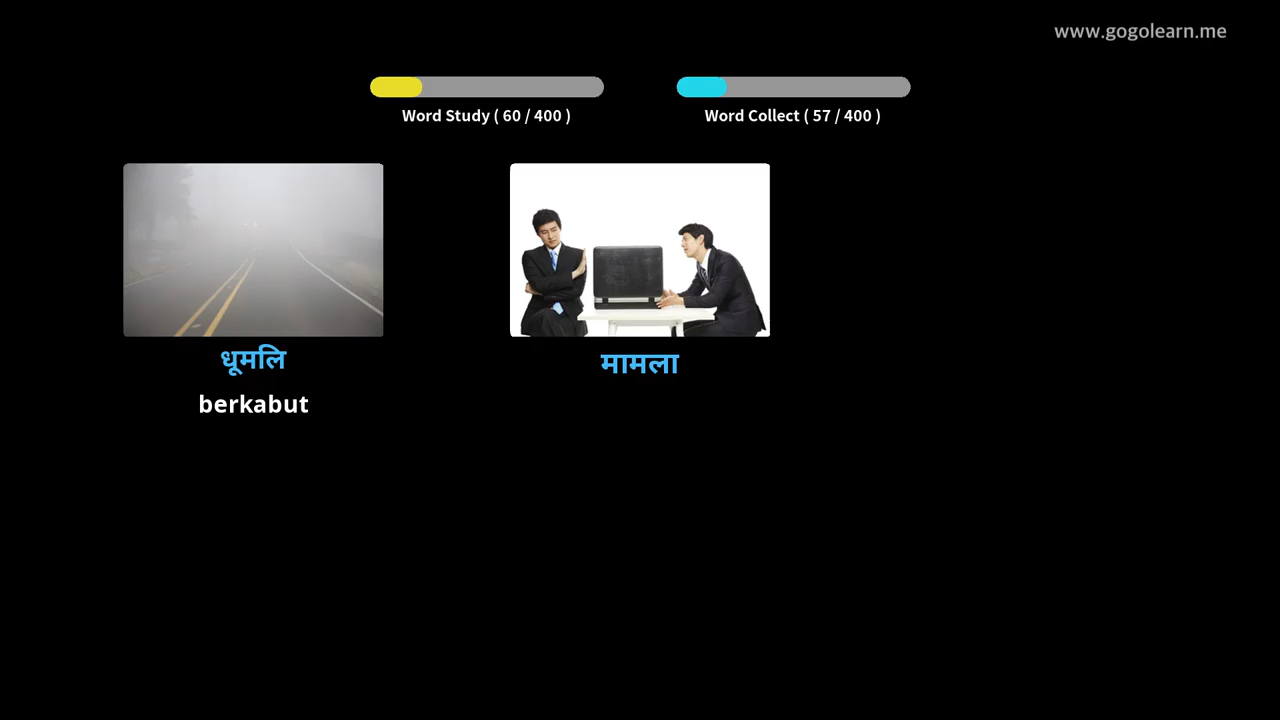 www.gogolearn.me
Word Study ( 60 / 400 )
Word Collect ( 57 / 400 )
धूमलि
मामला
berkabut